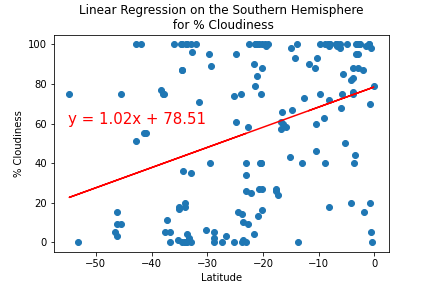 Linear Regression on the Southern Hemisphere
for % Cloudiness
100
80
60
40
20
0
% Cloudiness
y = 1.02x + 78.51
−50
−40
−30
−20
−10
0
Latitude